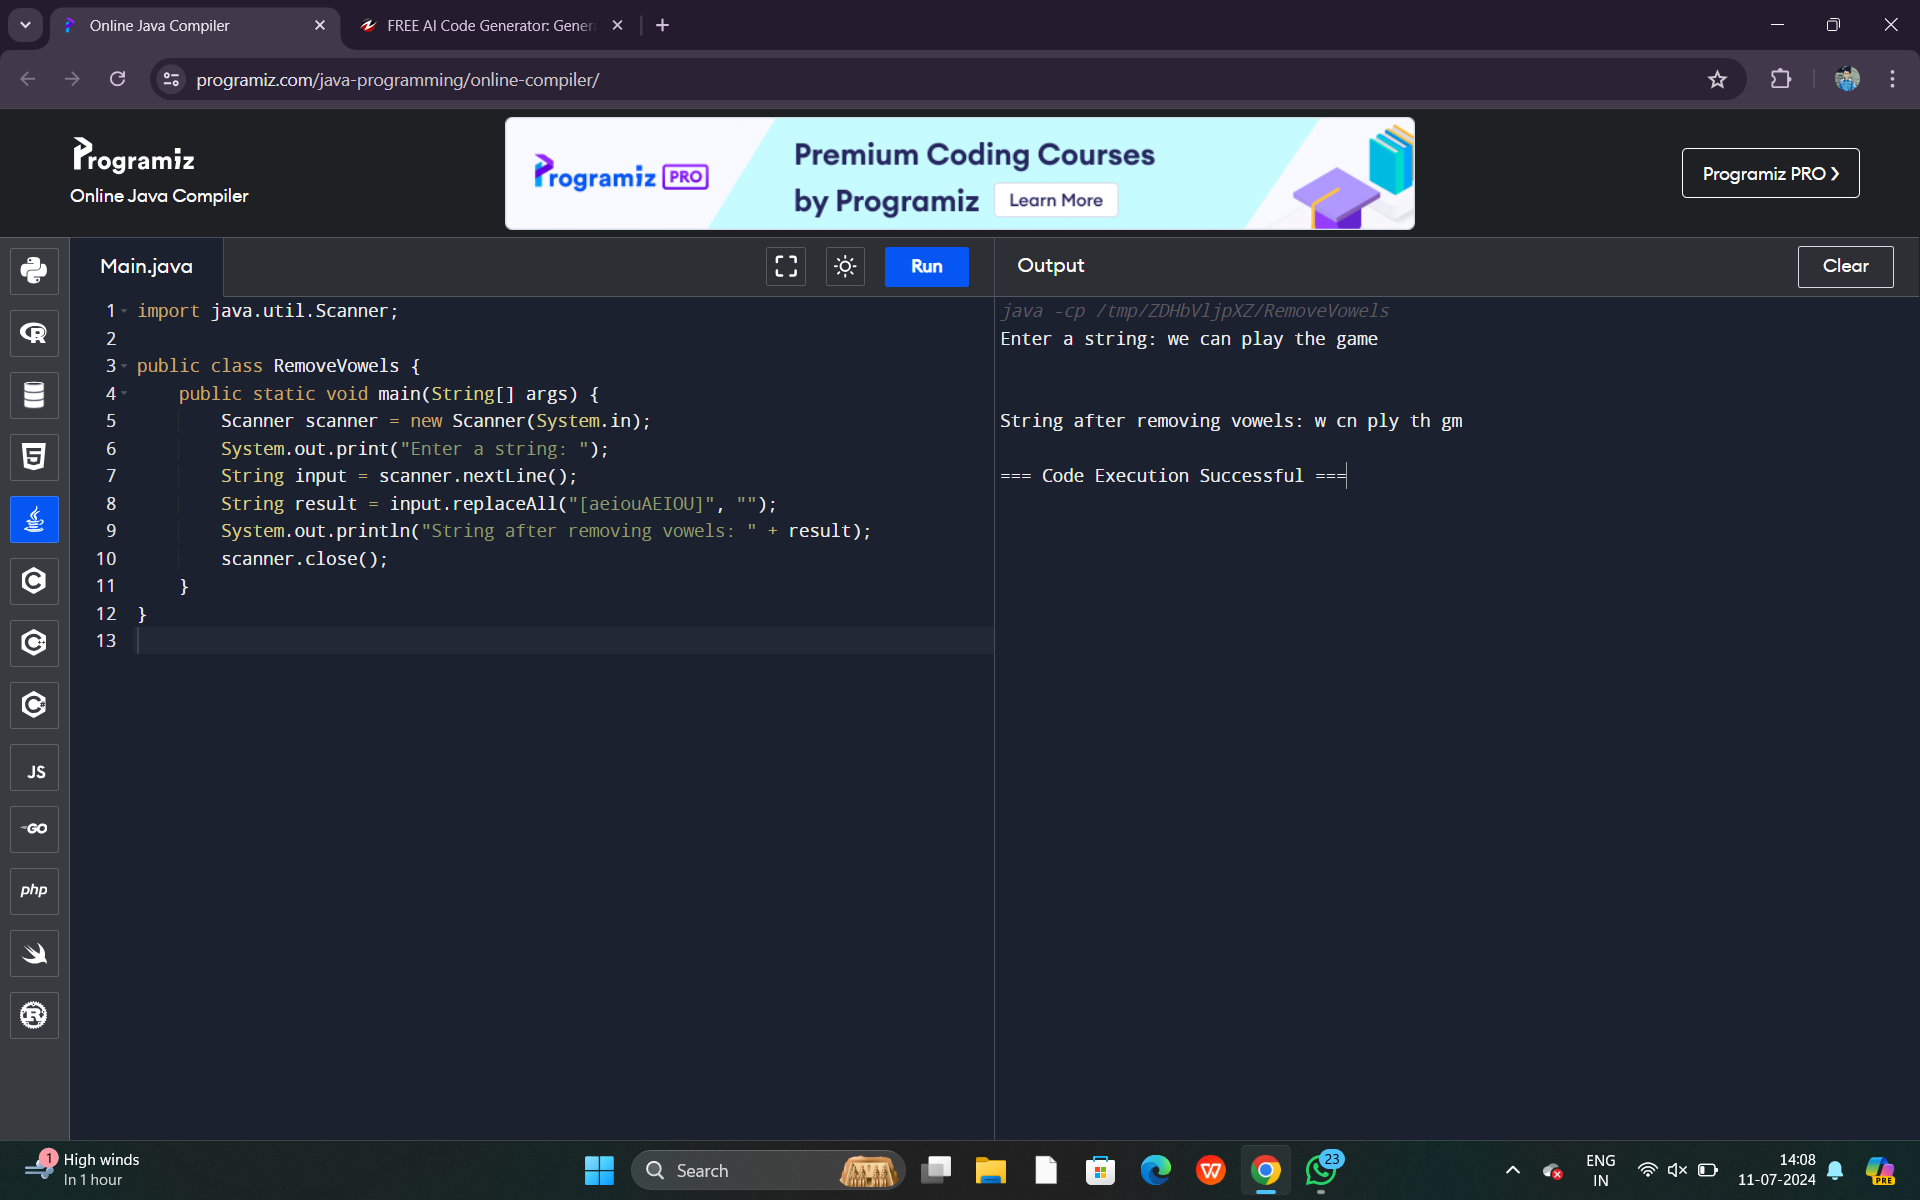 Online Java Compiler
FREE AI Code Generator: Gener
programiz.com/java-programming/online-compiler/
Programiz
Online Java Compiler
Programiz PRO
Premium Coding Courses
by Programiz Learn More
Programiz PRO ❯
Main.java
Run
Output
Clear
1 import java.util.Scanner;
2
3 public class RemoveVowels {
4     public static void main(String[] args) {
5         Scanner scanner = new Scanner(System.in);
6         System.out.print("Enter a string: ");
7         String input = scanner.nextLine();
8         String result = input.replaceAll("[aeiouAEIOU]", "");
9         System.out.println("String after removing vowels: " + result);
10         scanner.close();
11     }
12 }
13
java -cp /tmp/ZDHbVljpXZ/RemoveVowels
Enter a string: we can play the game
String after removing vowels: w cn ply th gm
=== Code Execution Successful ===
R
5
C
C
C
JS
GO
php
R
1
High winds
In 1 hour
Search
W
23
ENG
IN
14:08
11-07-2024
PRE